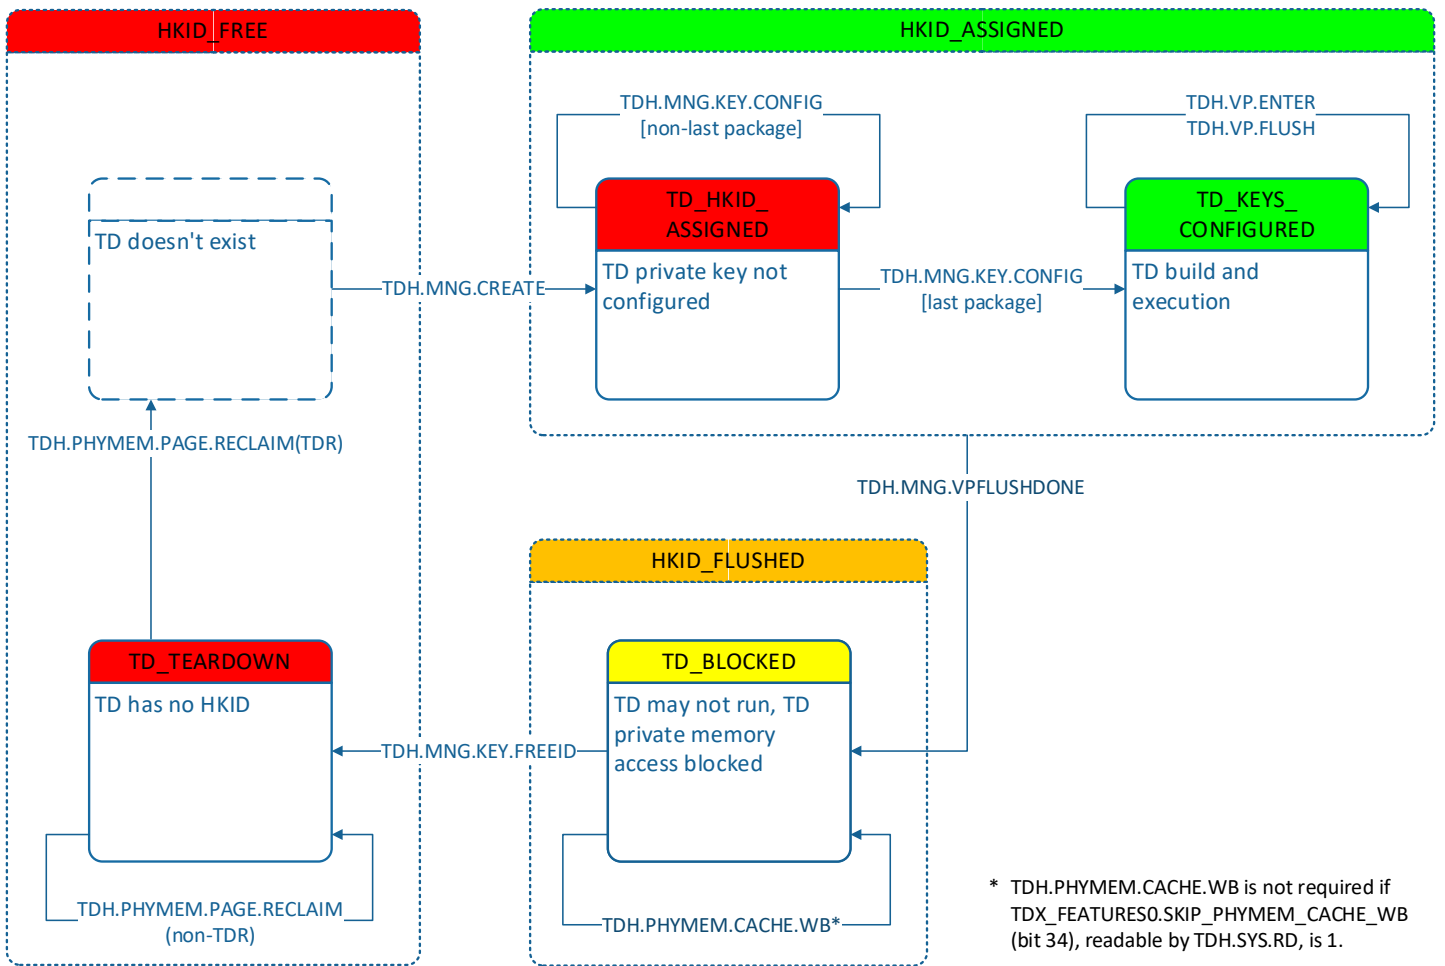 HKID_FREE
HKID_ASSIGNED
TDH.MNG.KEY.CONFIG
[non-last package]
TDH.VP.ENTER
TDH.VP.FLUSH
TD doesn't exist
TD_HKID_
ASSIGNED
TD private key not
configured
TD_KEYS_
CONFIGURED
TD build and
execution
TDH.MNG.CREATE
TDH.MNG.KEY.CONFIG
[last package]
TDH.PHYMEM.PAGE.RECLAIM(TDR)
TDH.MNG.VPFLUSHDONE
HKID_FLUSHED
TD_TEARDOWN
TD has no HKID
TD_BLOCKED
TD may not run, TD
private memory
access blocked
TDH.MNG.KEY.FREEID
TDH.PHYMEM.PAGE.RECLAIM
(non-TDR)
TDH.PHYMEM.CACHE.WB*
* TDH.PHYMEM.CACHE.WB is not required if
TDX_FEATURES0.SKIP_PHYMEM_CACHE_WB
(bit 34), readable by TDH.SYS.RD, is 1.